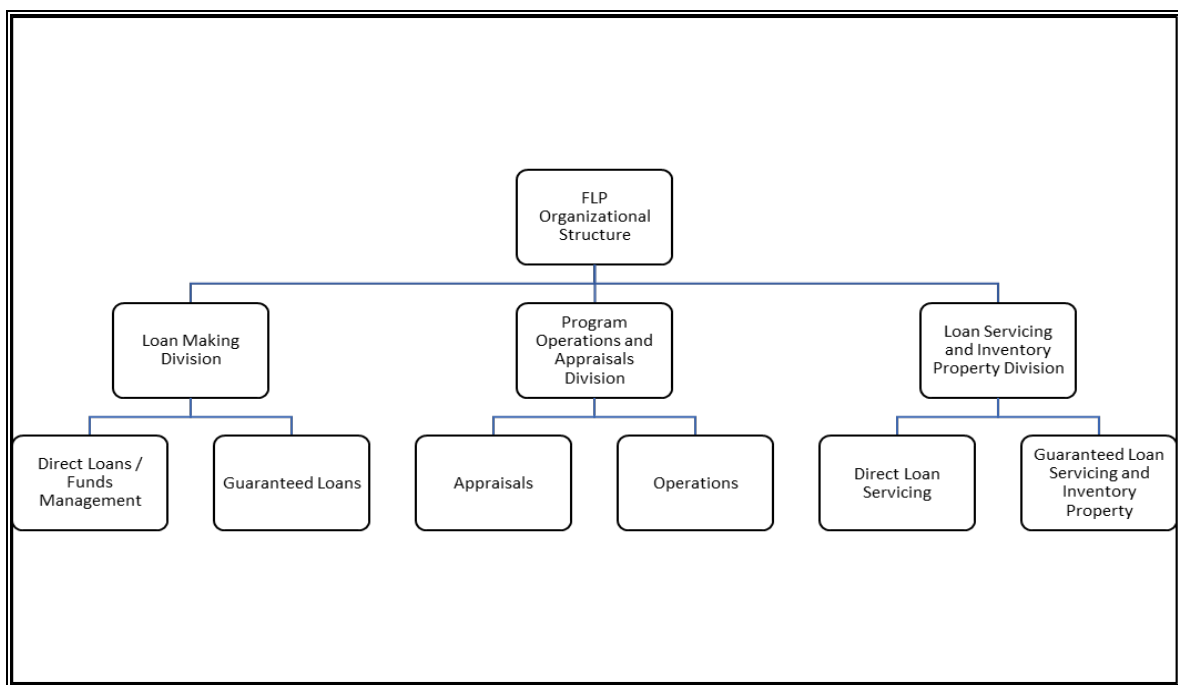 FLP
Organizational
Structure
Loan Making
Division
Program
Operations and
Appraisals
Division
Loan Servicing
and Inventory
Property Division
Direct Loans /
Funds
Management
Guaranteed Loans
Appraisals
Operations
Direct Loan
Servicing
Guaranteed Loan
Servicing and
Inventory
Property